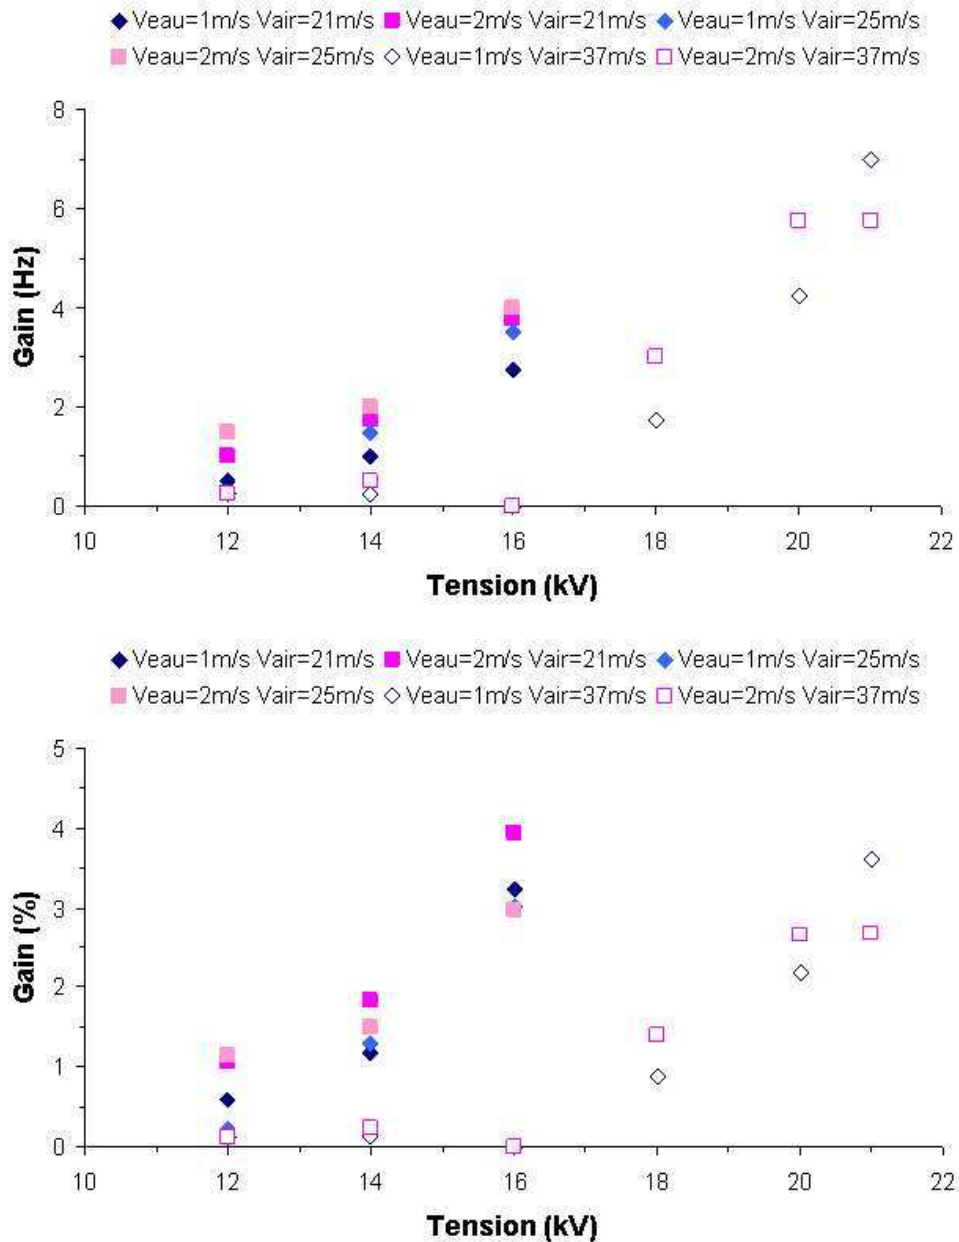 Veau=1m/s Vair=21m/s Veau=2m/s Vair=21m/s Veau=1m/s Vair=25m/s
Veau=2m/s Vair=25m/s Veau=1m/s Vair=37m/s Veau=2m/s Vair=37m/s
8
6
4
2
0
Gain (Hz)
10 12 14 16 18 20 22
Tension (kV)
Veau=1m/s Vair=21m/s Veau=2m/s Vair=21m/s Veau=1m/s Vair=25m/s
Veau=2m/s Vair=25m/s Veau=1m/s Vair=37m/s Veau=2m/s Vair=37m/s
5
4
3
2
1
0
Gain (%)
10 12 14 16 18 20 22
Tension (kV)